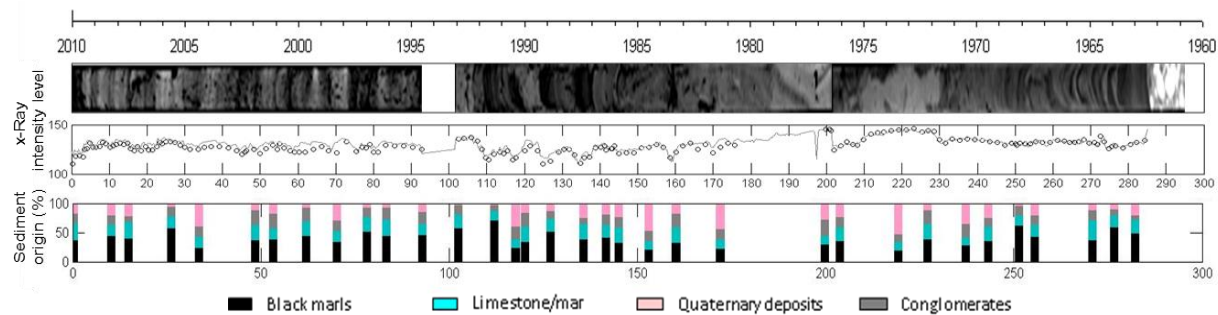 2010 2005 2000 1995 1990 1985 1980 1975 1970 1965 1960
x-Ray
intensity level
150
100
0 10 20 30 40 50 60 70 80 90 100 110 120 130 140 150 160 170 180 190 200 210 220 230 240 250 260 270 280 290 300
Sediment
origin (%)
100
50
0
0 50 100 150 200 250 300
Black marls Limestone/mar Quaternary deposits Conglomerates